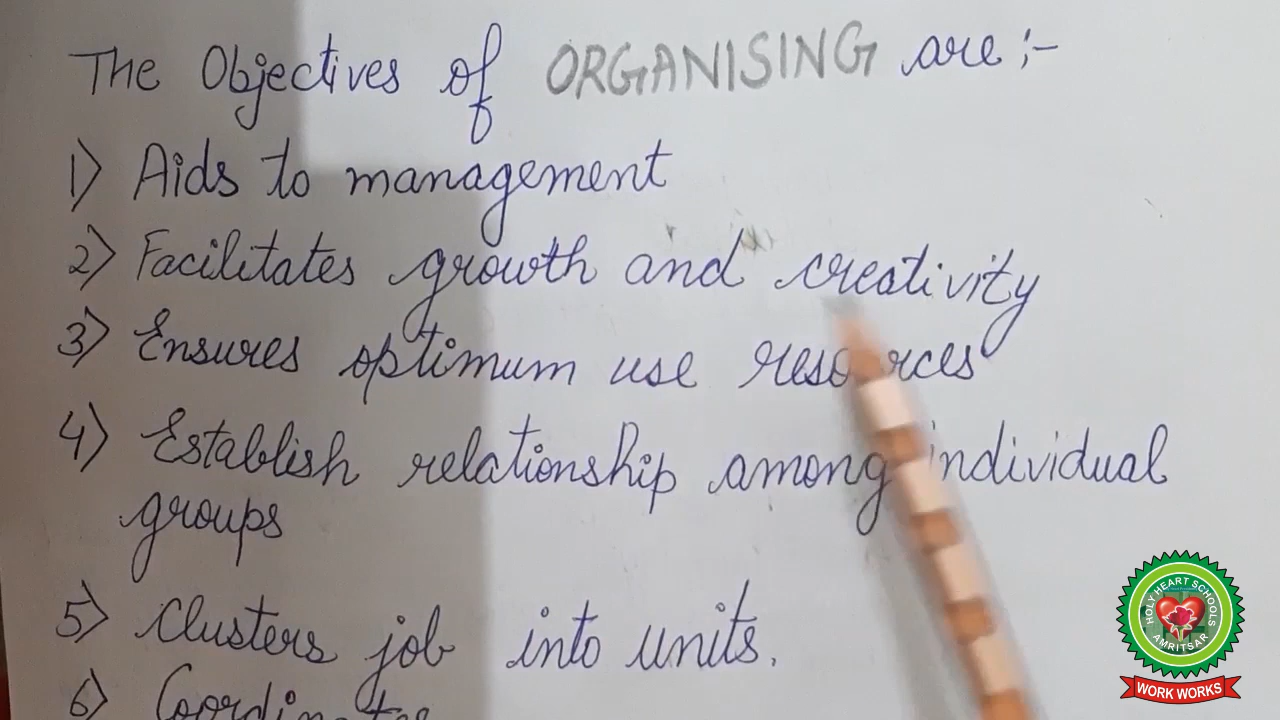 The Objectives of ORGANISING are :-
1) Aids to management
2) Facilitates growth and creativity
3) Ensures optimum use resources
4) Establish relationship among individual
groups
5) Clusters job into units.
6)
HOLY HEART SCHOOLS
AMRITSAR
WORK WORKS